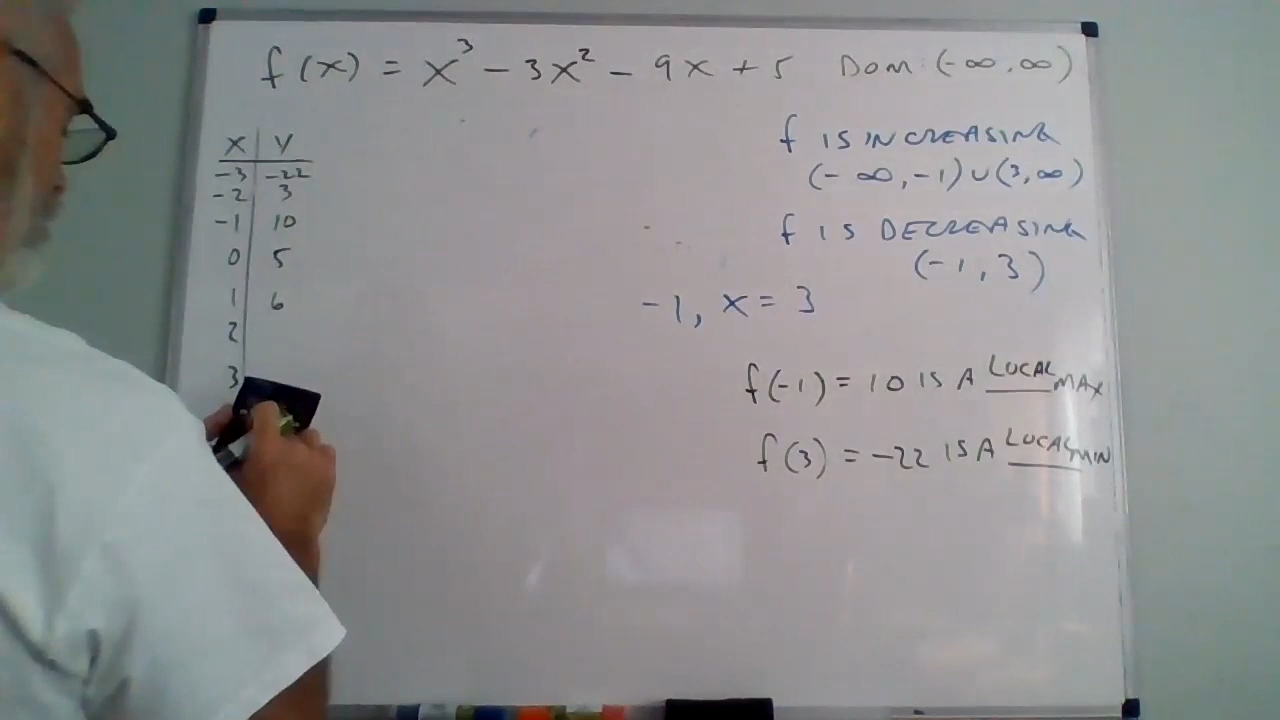 f(x) = x³ - 3x² - 9x + 5 DOM: (-∞, ∞)
X | Y
-3 | -22
-2 | 3
-1 | 10
0 | 5
1 | 6
2
3
f IS INCREASING
(-∞, -1) ∪ (3, ∞)
f IS DECREASING
(-1, 3)
-1, x = 3
f(-1) = 10 IS A LOCAL MAX
f(3) = -22 IS A LOCAL MIN